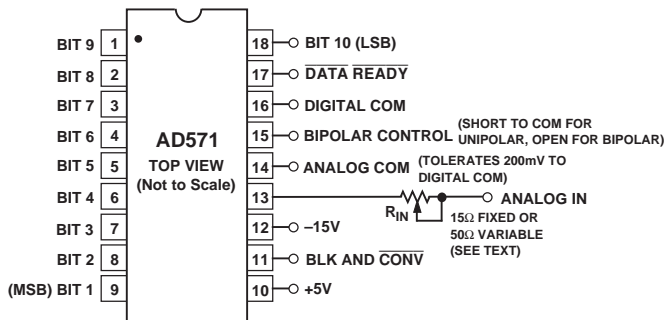 BIT 9 1
BIT 8 2
BIT 7 3
BIT 6 4
BIT 5 5
BIT 4 6
BIT 3 7
BIT 2 8
(MSB) BIT 1 9
AD571
TOP VIEW
(Not to Scale)
18 BIT 10 (LSB)
17 DATA READY
16 DIGITAL COM
15 BIPOLAR CONTROL (SHORT TO COM FOR
UNIPOLAR, OPEN FOR BIPOLAR)
14 ANALOG COM (TOLERATES 200mV TO
DIGITAL COM)
13 RIN ANALOG IN
15Ω FIXED OR
50Ω VARIABLE
(SEE TEXT)
12 –15V
11 BLK AND CONV
10 +5V